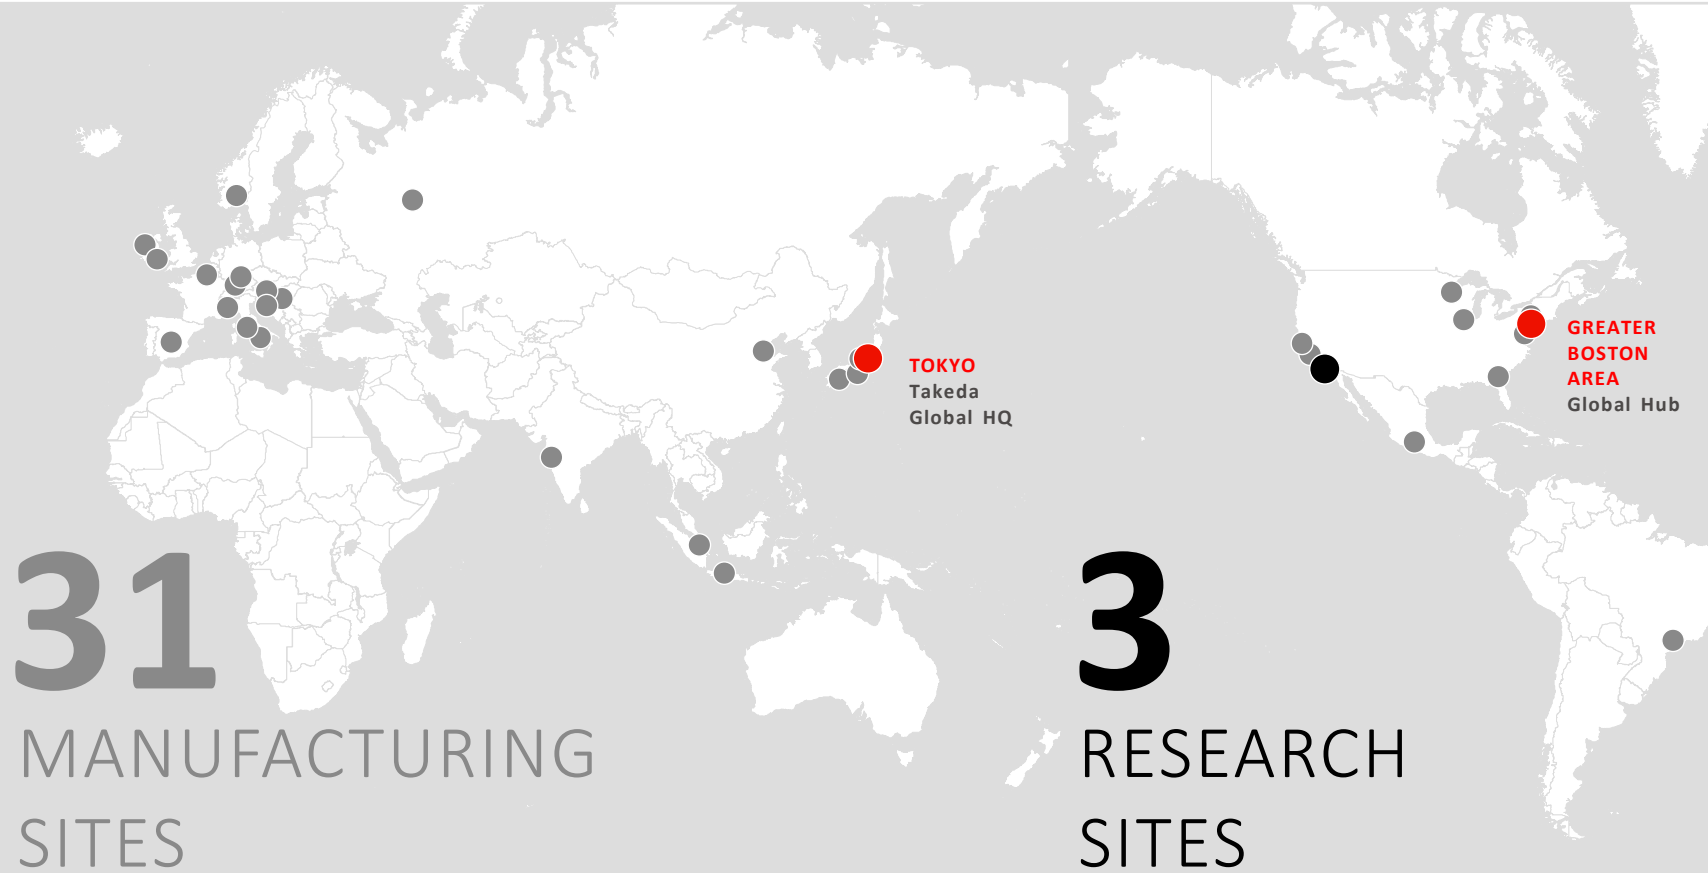 TOKYO
Takeda
Global HQ
GREATER
BOSTON
AREA
Global Hub
31
MANUFACTURING
SITES
3
RESEARCH
SITES